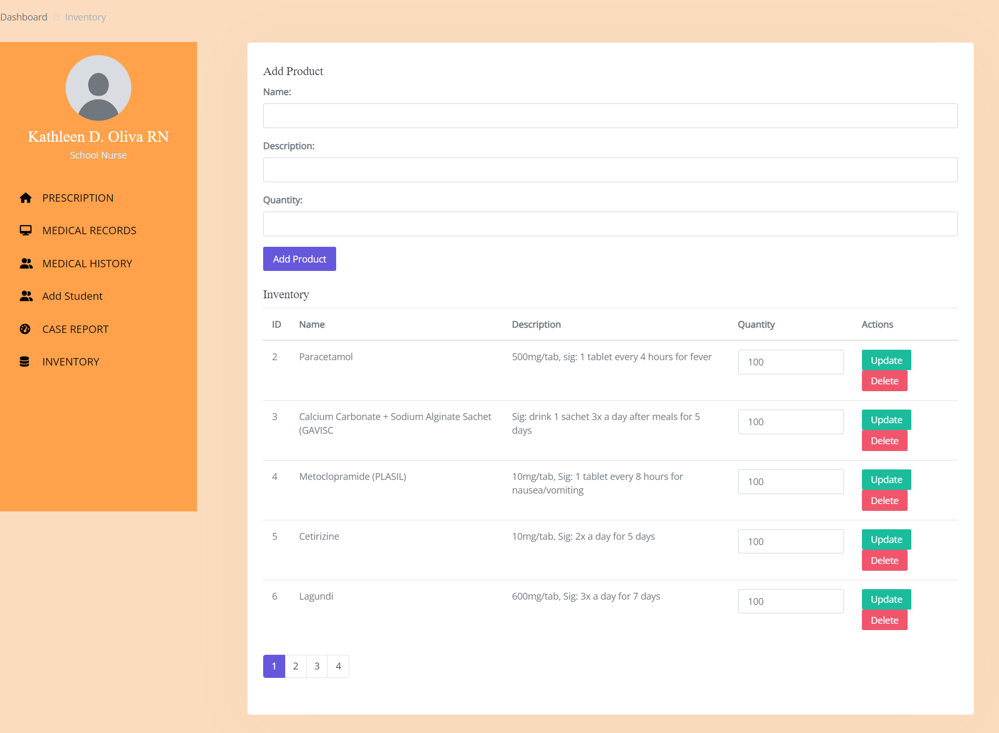 Dashboard Inventory
Kathleen D. Oliva RN
School Nurse
PRESCRIPTION
MEDICAL RECORDS
MEDICAL HISTORY
Add Student
CASE REPORT
INVENTORY
Add Product
Name:
Description:
Quantity:
Add Product
Inventory
ID Name Description Quantity Actions
2 Paracetamol 500mg/tab, sig: 1 tablet every 4 hours for fever 100 Update
Delete
3 Calcium Carbonate + Sodium Alginate Sachet Sig: drink 1 sachet 3x a day after meals for 5 100 Update
(GAVISC days Delete
4 Metoclopramide (PLASIL) 10mg/tab, Sig: 1 tablet every 8 hours for 100 Update
nausea/vomiting Delete
5 Cetirizine 10mg/tab, Sig: 2x a day for 5 days 100 Update
Delete
6 Lagundi 600mg/tab, Sig: 3x a day for 7 days 100 Update
Delete
1 2 3 4